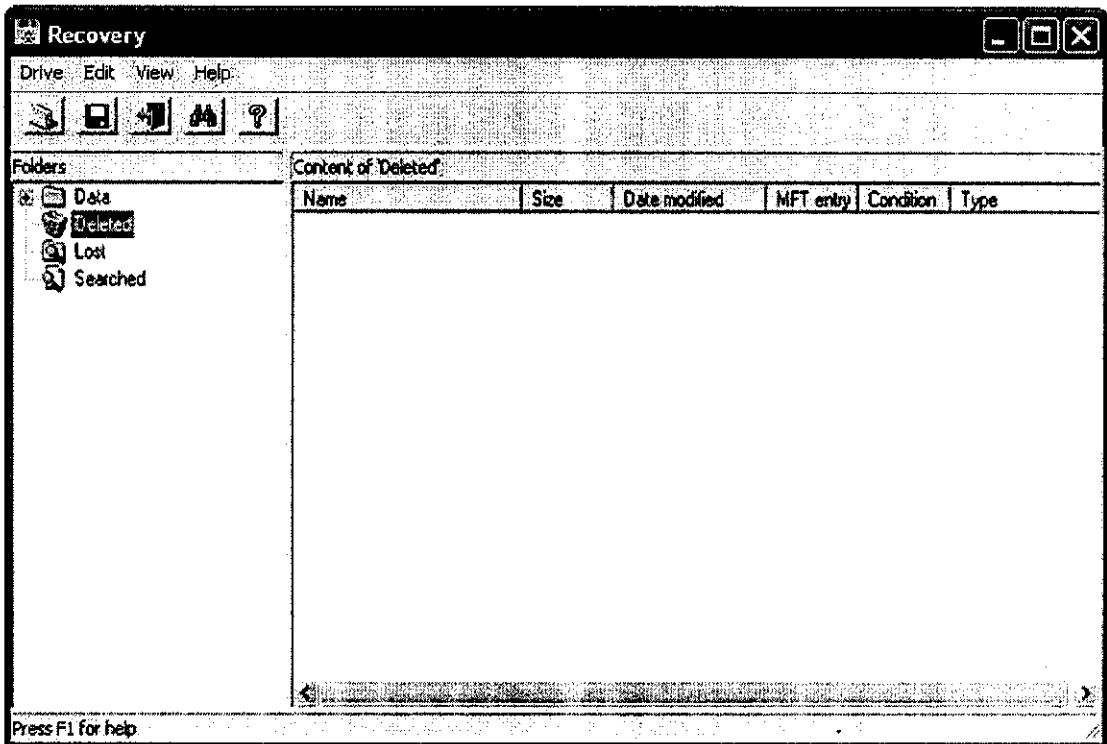 Recovery
Drive Edit View Help
Folders
Content of 'Deleted'
Name Size Date modified MFT entry Condition Type
Data
Deleted
Lost
Searched
Press F1 for help